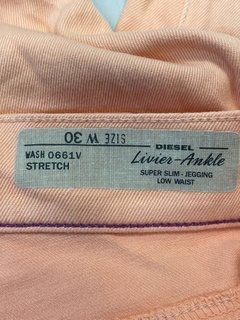 SIZE W 30
WASH 0661V
STRETCH
DIESEL
Livier-Ankle
SUPER SLIM - JEGGING
LOW WAIST